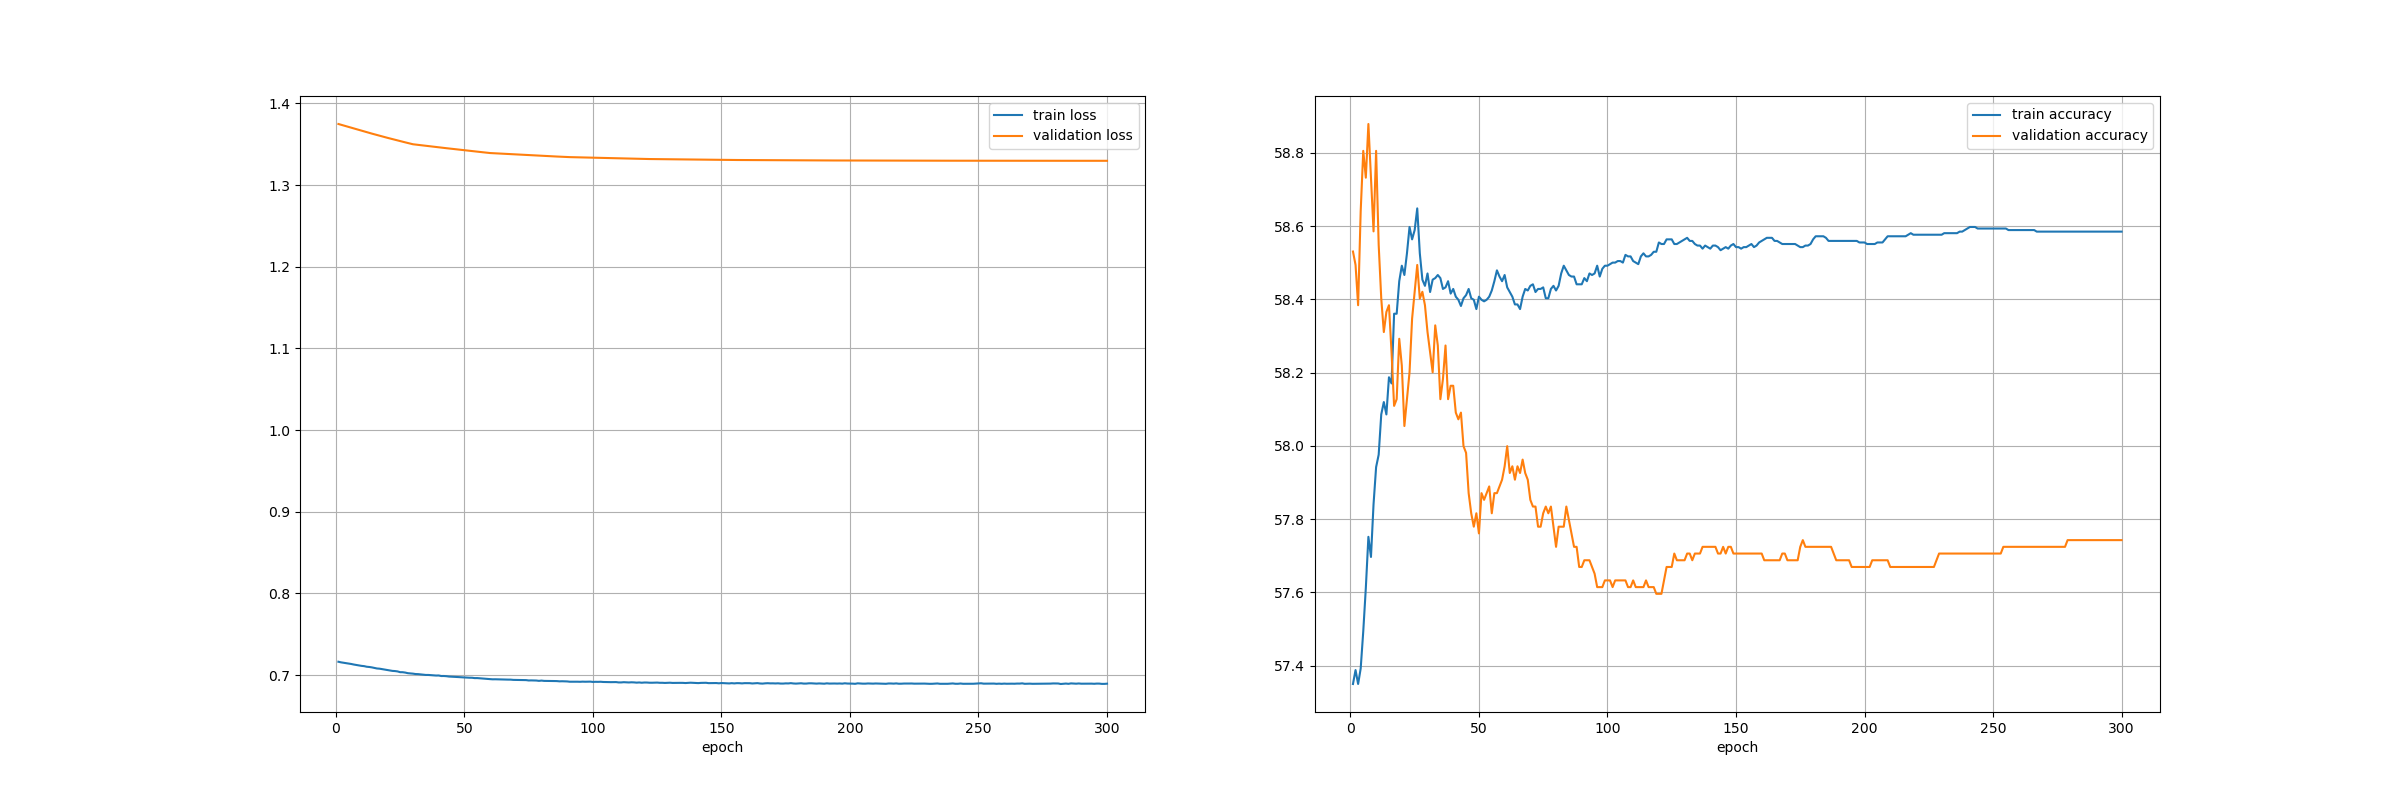 1.4
1.3
1.2
1.1
1.0
0.9
0.8
0.7
0 50 100 150 200 250 300
epoch
train loss
validation loss
58.8
58.6
58.4
58.2
58.0
57.8
57.6
57.4
0 50 100 150 200 250 300
epoch
train accuracy
validation accuracy